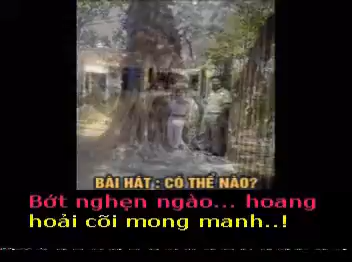 BÀI HÁT : CÓ THỂ NÀO?
Bớt nghẹn ngào... hoang
hoải cõi mong manh..!